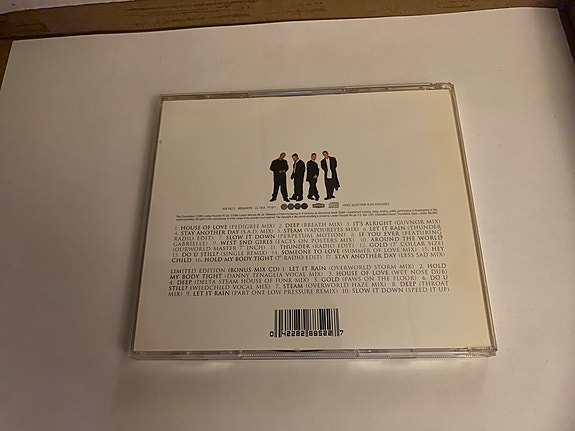 1. HOUSE OF LOVE (PEDIGREE MIX) 2. DEEP (BREATH MIX) 3. IT'S ALRIGHT (GUVNOR MIX)
4. STAY ANOTHER DAY (S.A.D. MIX) 5. STEAM (VAPOUREYES MIX) 6. LET IT RAIN (THUNDER
RADIO EDIT) 7. SLOW IT DOWN (PERPETUAL MOTION) 8. IF YOU EVER (FEATURING
GABRIELLE) 9. WEST END GIRLS (FACES ON POSTERS MIX) 10. AROUND THE WORLD
(OVERWORLD MASTER 7" INCH) 11. THUNDER (RADIO EDIT) 12. GOLD (7" COLLAR SIZE)
13. DO U STILL? (SINGLE REMIX) 14. SOMEONE TO LOVE (SUMMER OF LOVE MIX) 15. HEY
CHILD 16. HOLD MY BODY TIGHT (7" RADIO EDIT) 17. STAY ANOTHER DAY (LESS SAD MIX)
LIMITED EDITION (BONUS MIX CD) 1. LET IT RAIN (OVERWORLD STORM MIX) 2. HOLD
MY BODY TIGHT (DANNY TENAGLIA VOCAL MIX) 3. HOUSE OF LOVE (WET NOSE DUB)
4. DEEP (DELTA STEAM HOUSE OF FUNK MIX) 5. GOLD (PAWS ON THE FLOOR) 6. DO U
STILL? (WILDCHILD VOCAL MIX) 7. STEAM (OVERWORLD HAZE MIX) 8. DEEP (THROAT
MIX) 9. LET IT RAIN (PART ONE LOW PRESSURE REMIX) 10. SLOW IT DOWN (SPEED IT UP)
0 42282 88522 7